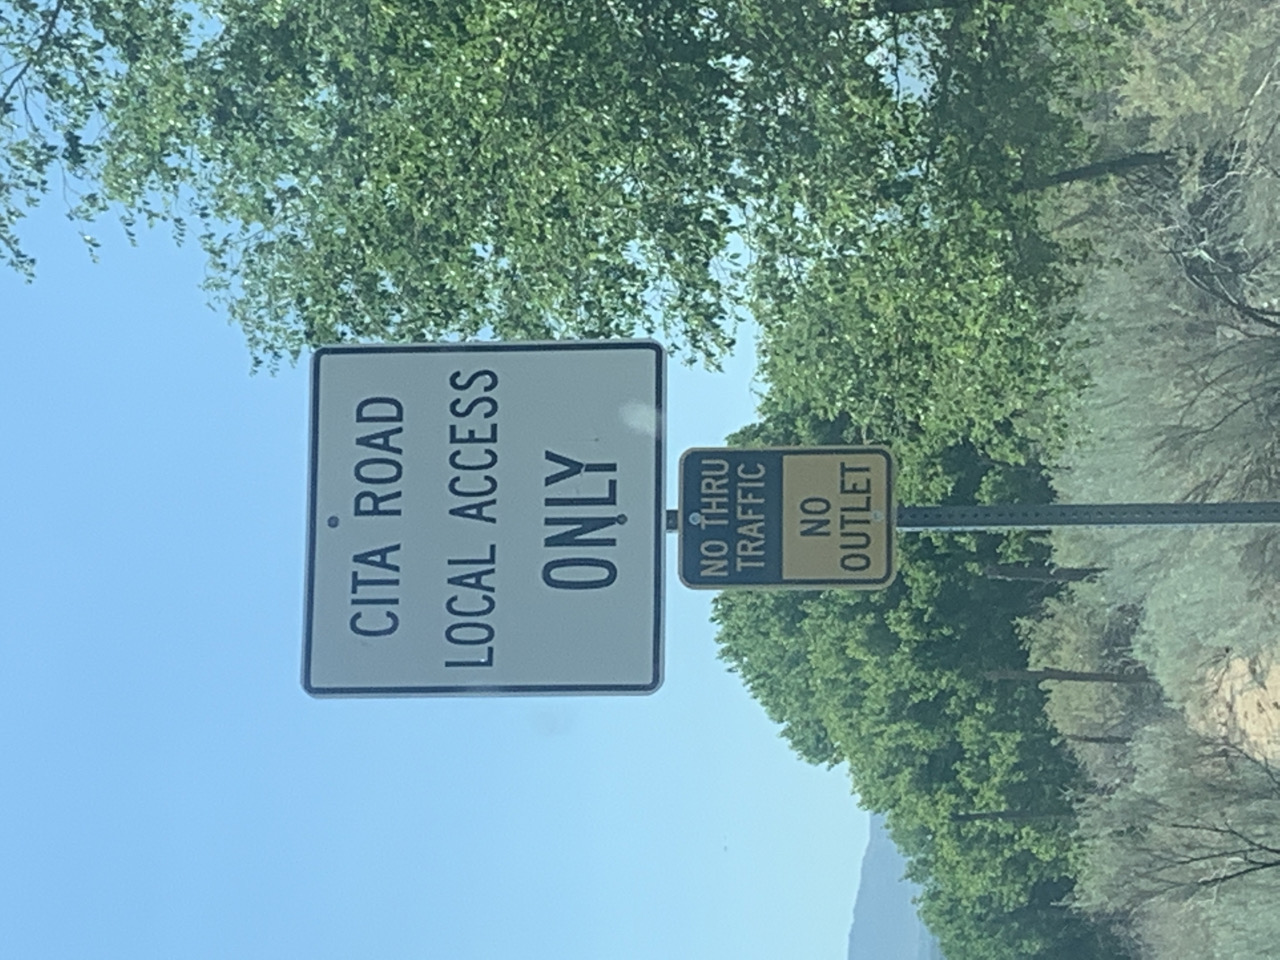 CITA ROAD
LOCAL ACCESS
ONLY
NO THRU
TRAFFIC
NO
OUTLET